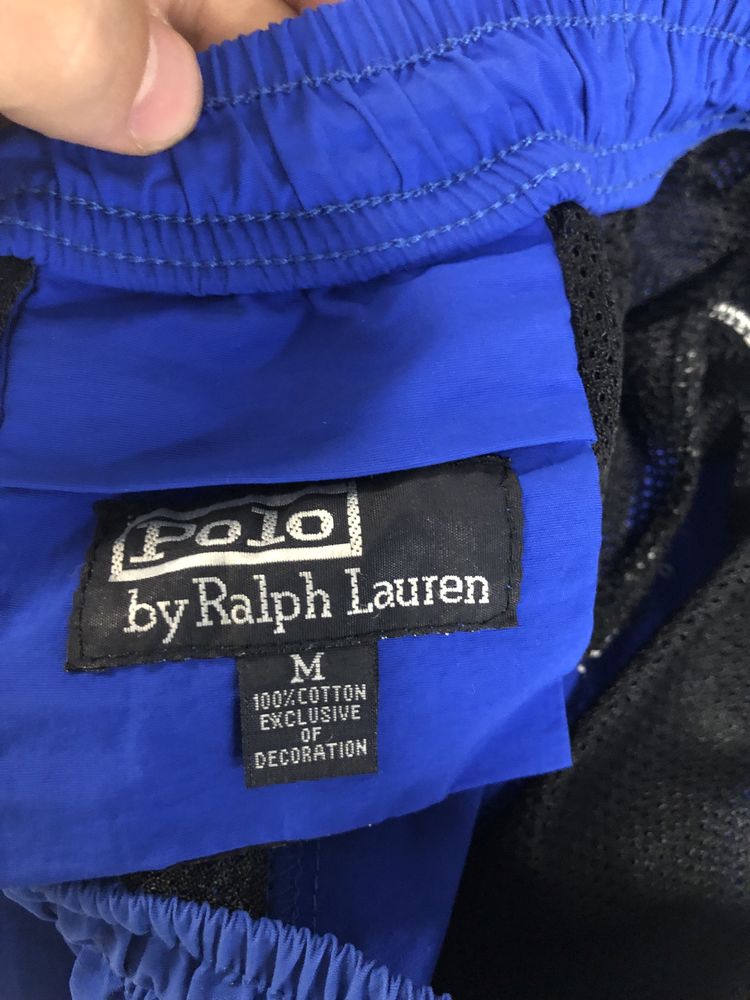 Polo
by Ralph Lauren
M
100% COTTON
EXCLUSIVE
OF
DECORATION